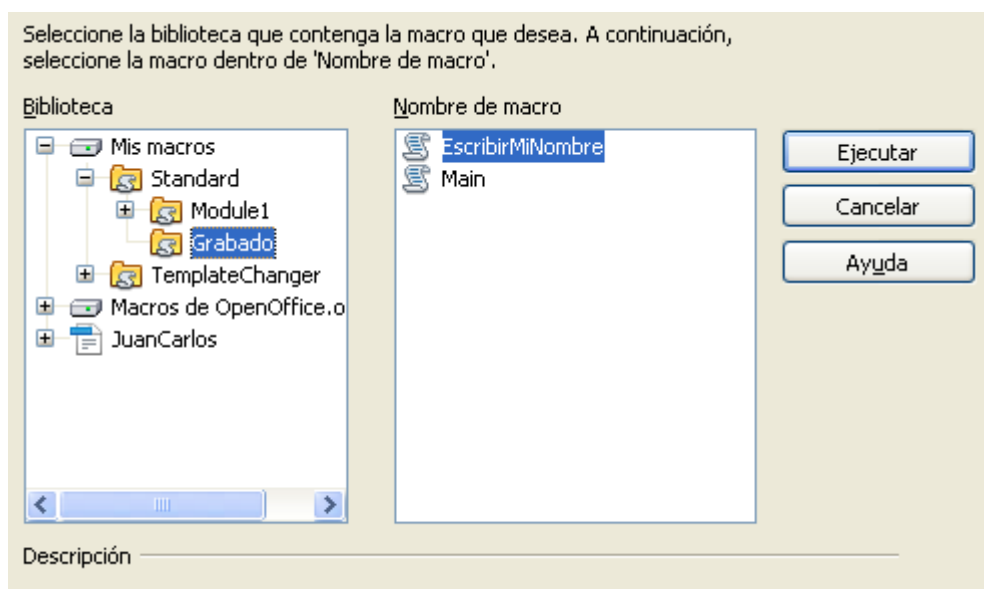 Seleccione la biblioteca que contenga la macro que desea. A continuación,
seleccione la macro dentro de 'Nombre de macro'.
Biblioteca
Mis macros
Standard
Module1
Grabado
TemplateChanger
Macros de OpenOffice.o
JuanCarlos
Nombre de macro
EscribirMiNombre
Main
Ejecutar
Cancelar
Ayuda
Descripción